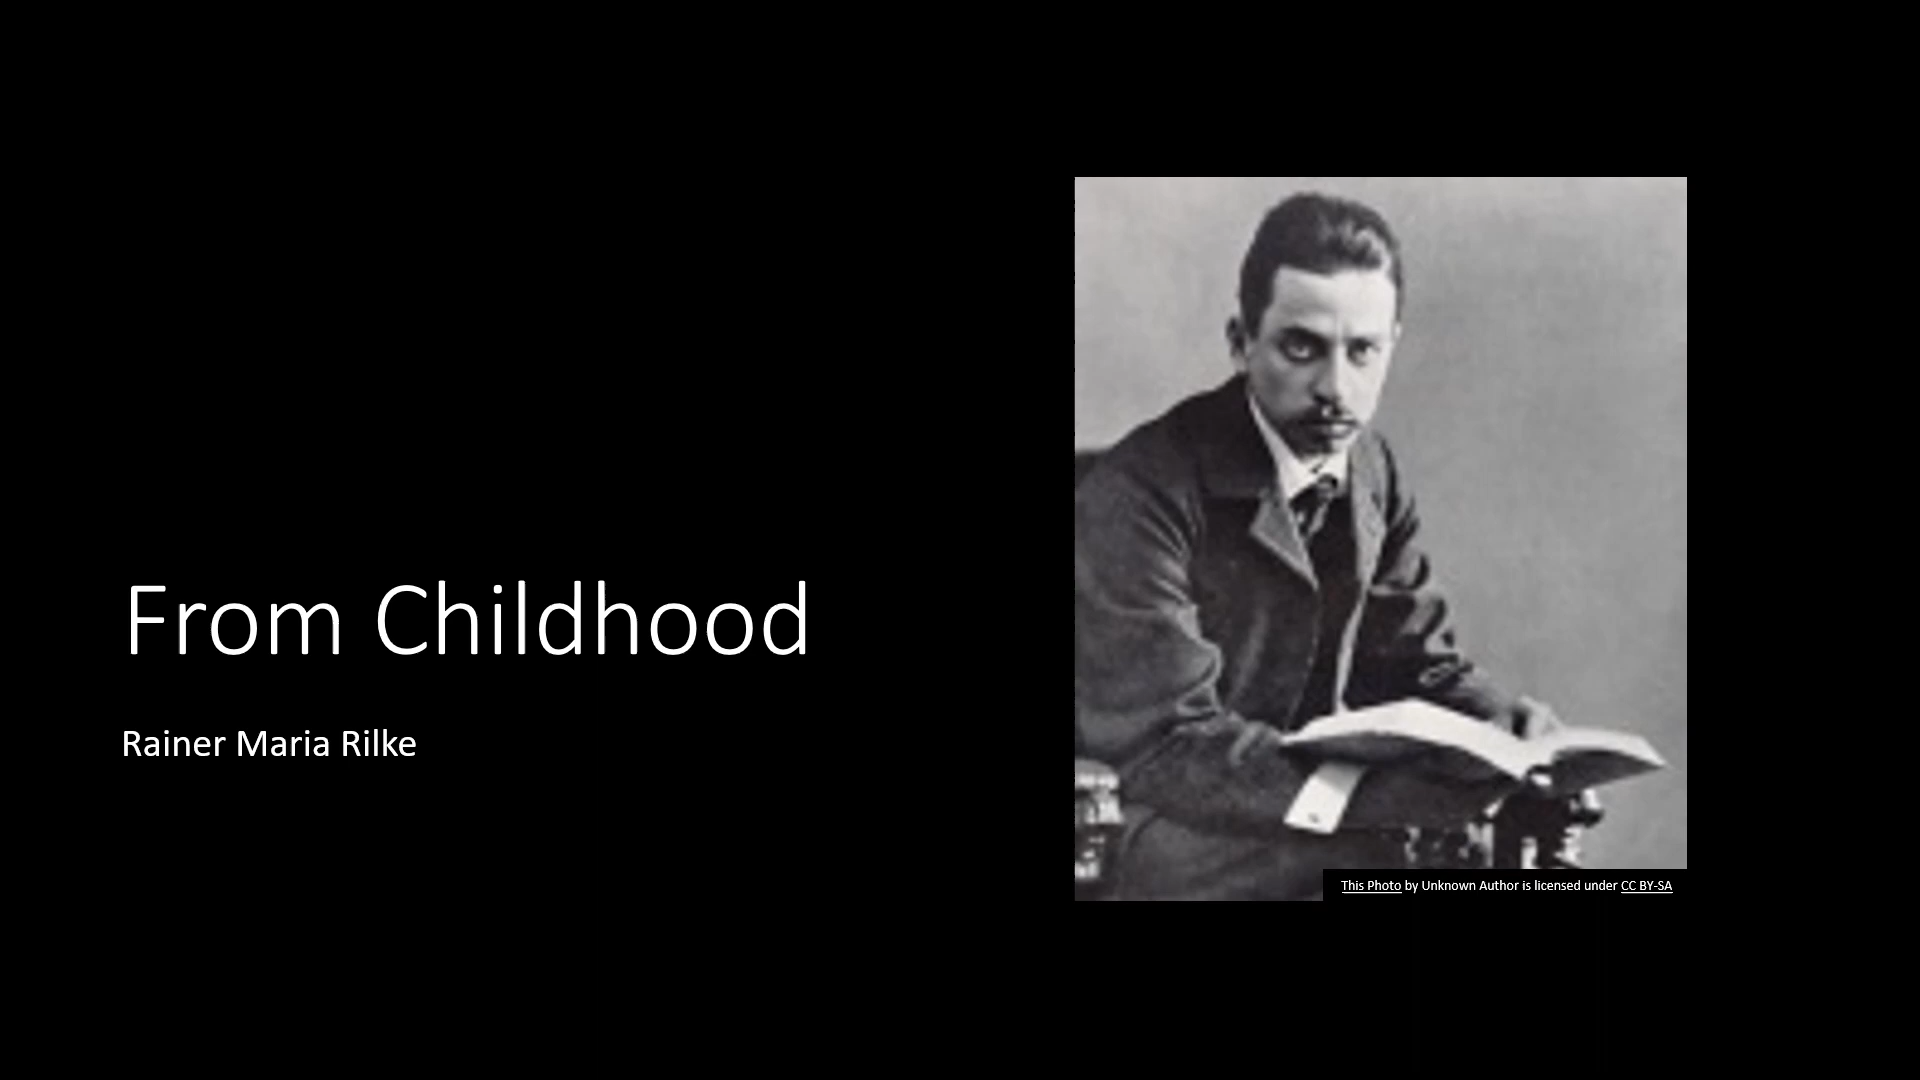 From Childhood
Rainer Maria Rilke
This Photo by Unknown Author is licensed under CC BY-SA